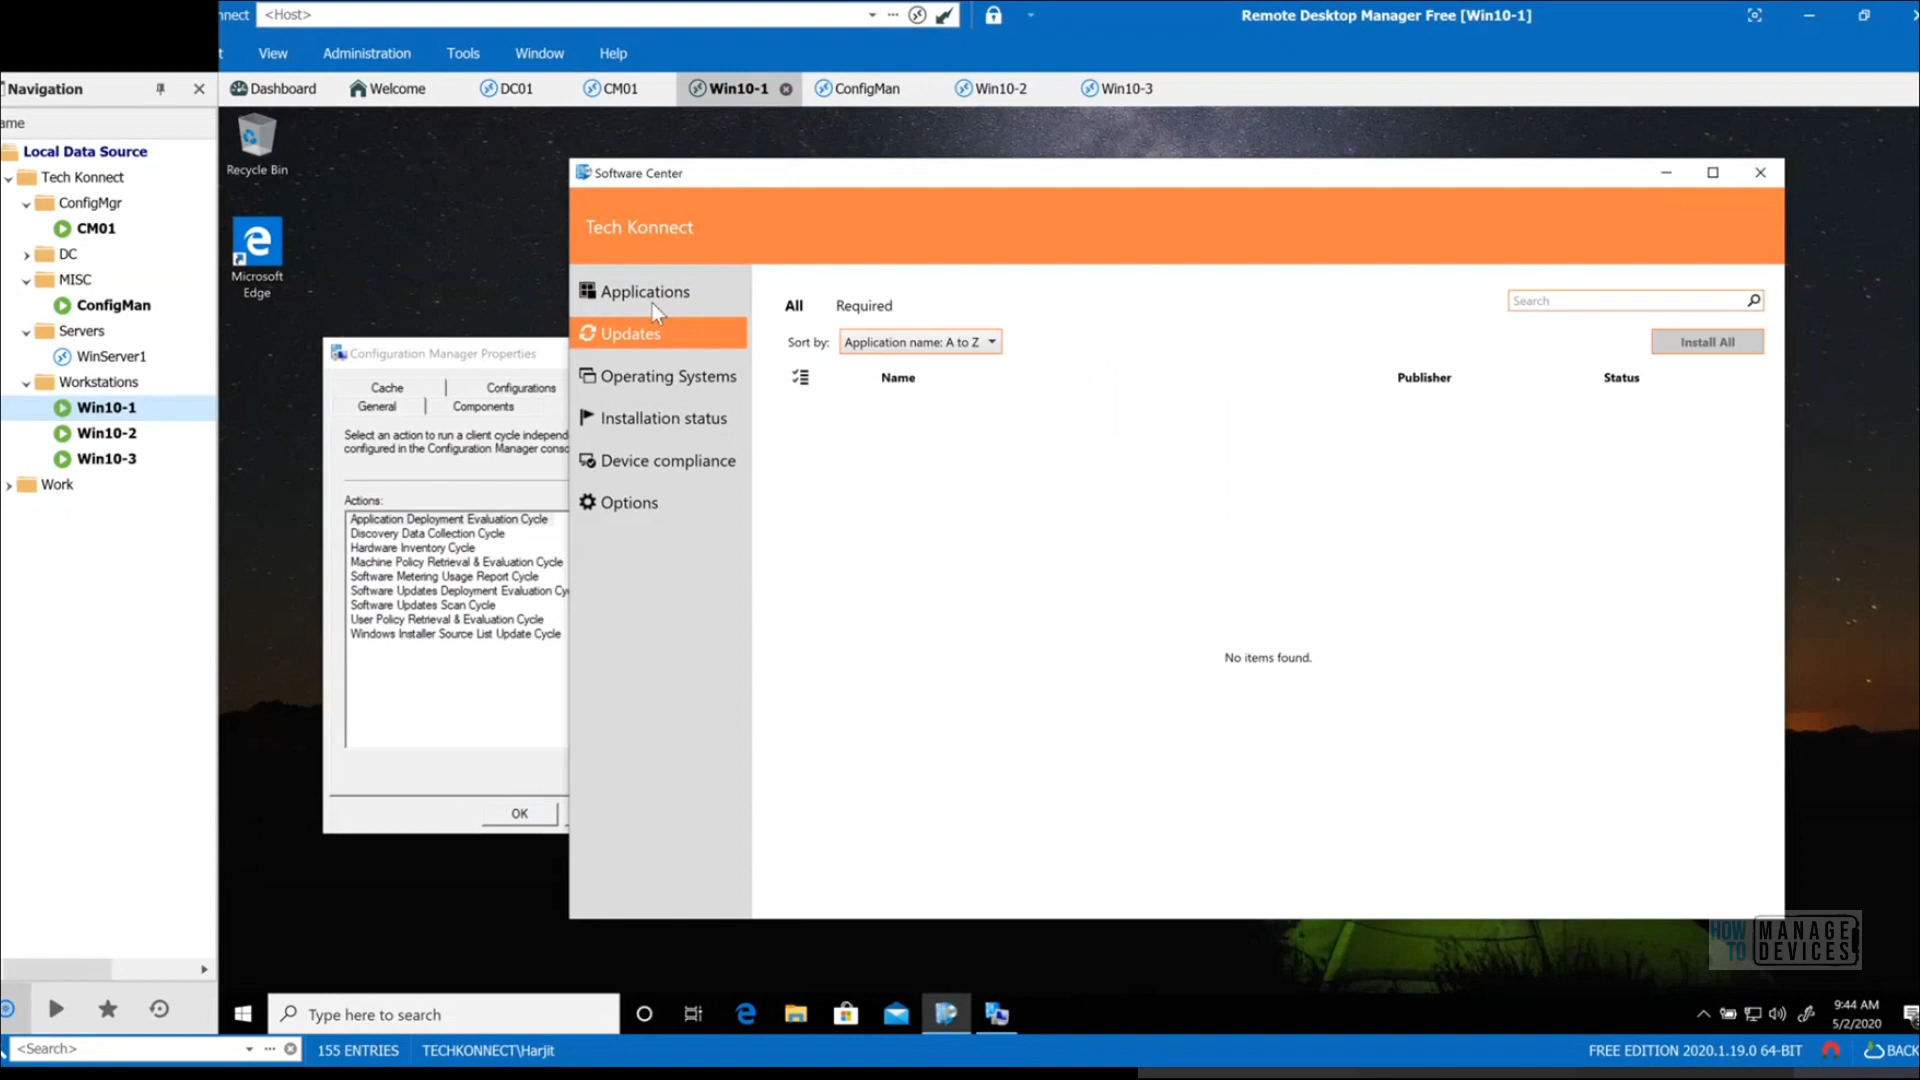 nnect
<Host>
Remote Desktop Manager Free [Win10-1]
t
View
Administration
Tools
Window
Help
Navigation
Dashboard
Welcome
DC01
CM01
Win10-1
ConfigMan
Win10-2
Win10-3
ame
Local Data Source
Tech Konnect
ConfigMgr
CM01
DC
MISC
ConfigMan
Servers
WinServer1
Workstations
Win10-1
Win10-2
Win10-3
Work
Recycle Bin
Microsoft
Edge
Configuration Manager Properties
Cache
Configurations
General
Components
Select an action to run a client cycle independ
configured in the Configuration Manager conso
Actions:
Application Deployment Evaluation Cycle
Discovery Data Collection Cycle
Hardware Inventory Cycle
Machine Policy Retrieval & Evaluation Cycle
Software Metering Usage Report Cycle
Software Updates Deployment Evaluation Cy
Software Updates Scan Cycle
User Policy Retrieval & Evaluation Cycle
Windows Installer Source List Update Cycle
OK
Software Center
Tech Konnect
Applications
Updates
Operating Systems
Installation status
Device compliance
Options
All
Required
Search
Sort by:
Application name: A to Z
Install All
Name
Publisher
Status
No items found.
HOW TO MANAGE DEVICES
Type here to search
9:44 AM
5/2/2020
<Search>
155 ENTRIES
TECHKONNECT\Harjit
FREE EDITION 2020.1.19.0 64-BIT
BACK